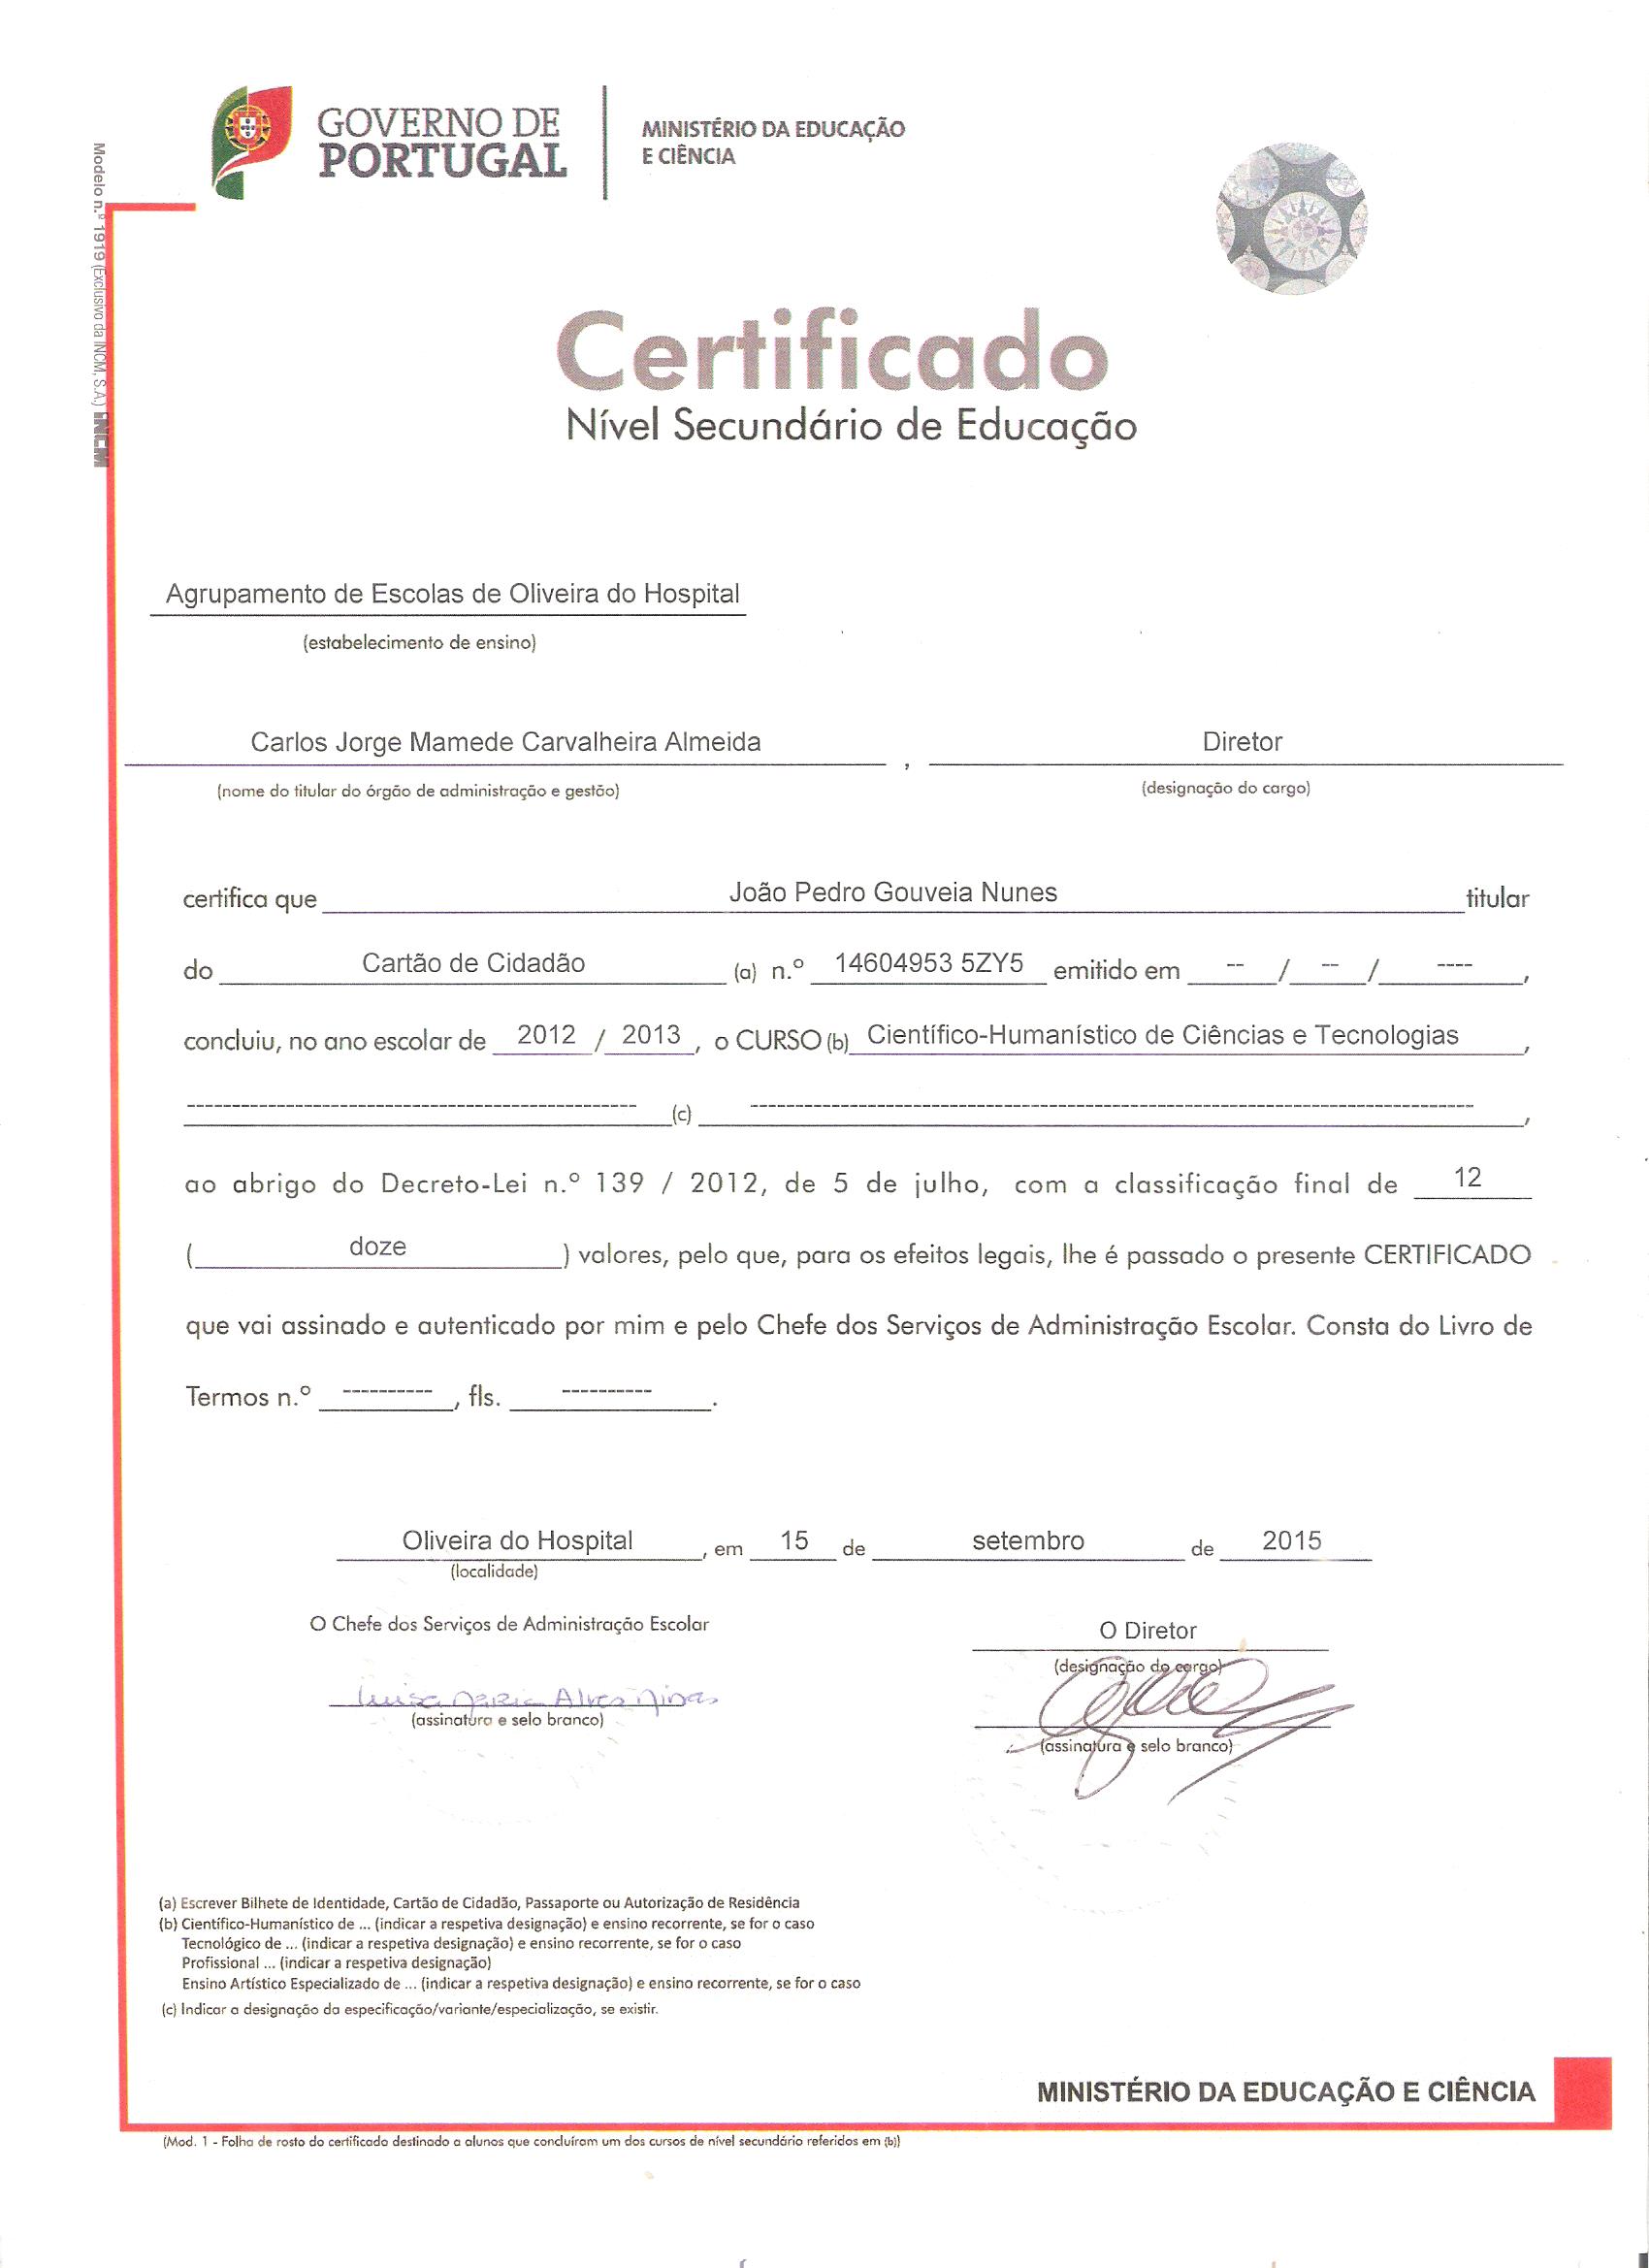 GOVERNO DE
PORTUGAL
MINISTÉRIO DA EDUCAÇÃO
E CIÊNCIA
Modelo n.º 1919 (Exclusivo da INCM, S.A.) INCM
Certificado
Nível Secundário de Educação
Agrupamento de Escolas de Oliveira do Hospital
(estabelecimento de ensino)
Carlos Jorge Mamede Carvalheira Almeida , Diretor
(nome do titular do órgão de administração e gestão) (designação do cargo)
certifica que João Pedro Gouveia Nunes titular
do Cartão de Cidadão (a) n.º 14604953 5ZY5 emitido em -- / -- / ---- ,
concluiu, no ano escolar de 2012 / 2013 , o CURSO (b) Científico-Humanístico de Ciências e Tecnologias ,
-------------------------------------------------- (c) -------------------------------------------------------------------------------- ,
ao abrigo do Decreto-Lei n.º 139 / 2012, de 5 de julho, com a classificação final de 12
( doze ) valores, pelo que, para os efeitos legais, lhe é passado o presente CERTIFICADO
que vai assinado e autenticado por mim e pelo Chefe dos Serviços de Administração Escolar. Consta do Livro de
Termos n.º ---------- , fls. ---------- .
Oliveira do Hospital , em 15 de setembro de 2015
(localidade)
O Chefe dos Serviços de Administração Escolar
O Diretor
(designação do cargo)
Luisa Maria Alves
(assinatura e selo branco)
(assinatura e selo branco)
(a) Escrever Bilhete de Identidade, Cartão de Cidadão, Passaporte ou Autorização de Residência
(b) Científico-Humanístico de ... (indicar a respetiva designação) e ensino recorrente, se for o caso
Tecnológico de ... (indicar a respetiva designação) e ensino recorrente, se for o caso
Profissional ... (indicar a respetiva designação)
Ensino Artístico Especializado de ... (indicar a respetiva designação) e ensino recorrente, se for o caso
(c) Indicar a designação da especificação/variante/especialização, se existir.
MINISTÉRIO DA EDUCAÇÃO E CIÊNCIA
(Mod. 1 - Folha de rosto do certificado destinado a alunos que concluíram um dos cursos de nível secundário referidos em (b))